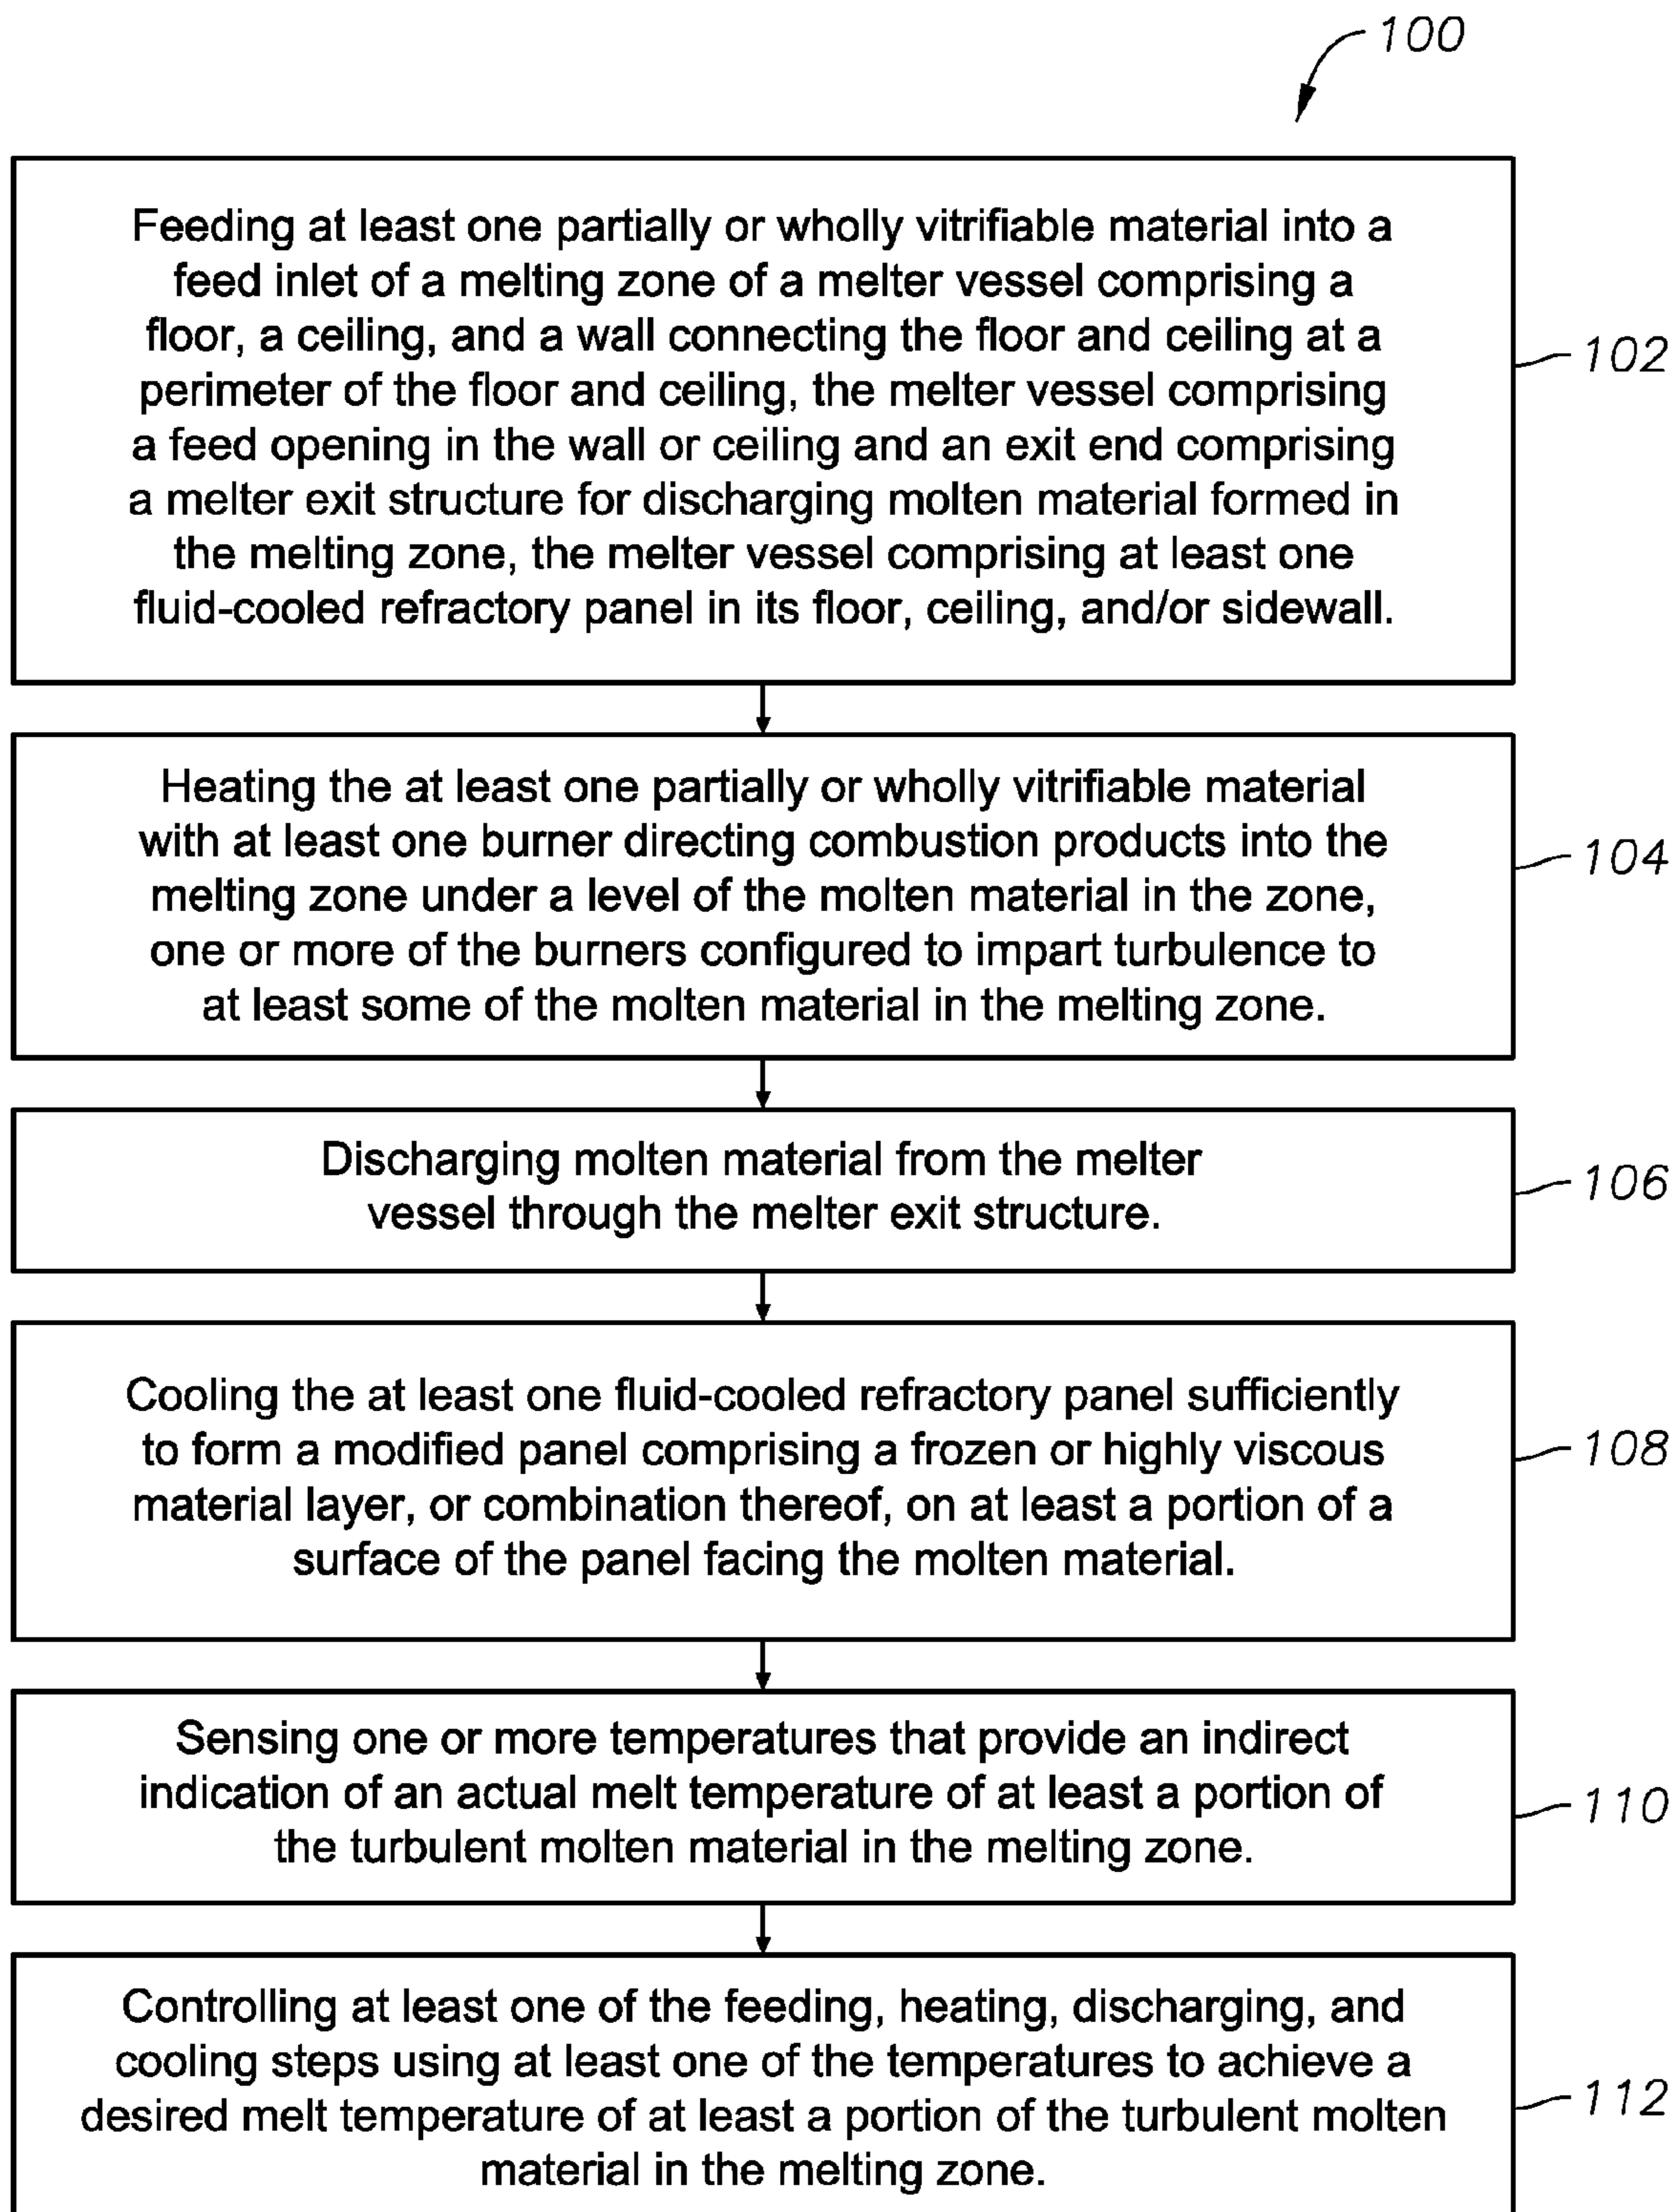 100
Feeding at least one partially or wholly vitrifiable material into a
feed inlet of a melting zone of a melter vessel comprising a
floor, a ceiling, and a wall connecting the floor and ceiling at a
perimeter of the floor and ceiling, the melter vessel comprising
a feed opening in the wall or ceiling and an exit end comprising
a melter exit structure for discharging molten material formed in
the melting zone, the melter vessel comprising at least one
fluid-cooled refractory panel in its floor, ceiling, and/or sidewall.
102
Heating the at least one partially or wholly vitrifiable material
with at least one burner directing combustion products into the
melting zone under a level of the molten material in the zone,
one or more of the burners configured to impart turbulence to
at least some of the molten material in the melting zone.
104
Discharging molten material from the melter
vessel through the melter exit structure.
106
Cooling the at least one fluid-cooled refractory panel sufficiently
to form a modified panel comprising a frozen or highly viscous
material layer, or combination thereof, on at least a portion of a
surface of the panel facing the molten material.
108
Sensing one or more temperatures that provide an indirect
indication of an actual melt temperature of at least a portion of
the turbulent molten material in the melting zone.
110
Controlling at least one of the feeding, heating, discharging, and
cooling steps using at least one of the temperatures to achieve a
desired melt temperature of at least a portion of the turbulent molten
material in the melting zone.
112